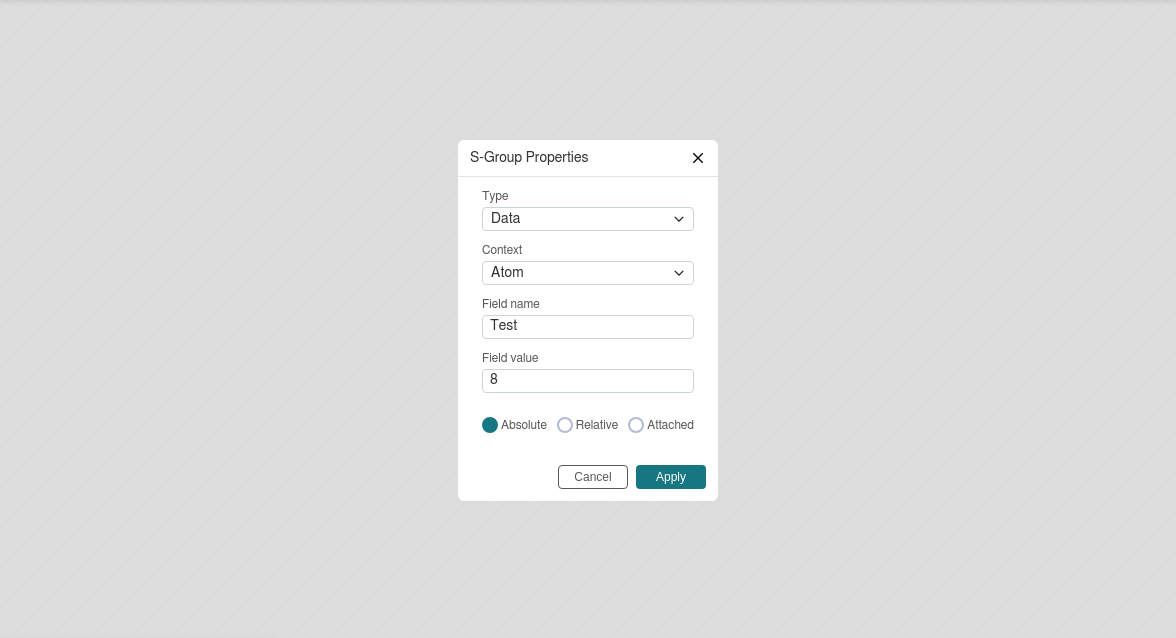 S-Group Properties
Type
Data
Context
Atom
Field name
Test
Field value
8
Absolute Relative Attached
Cancel Apply